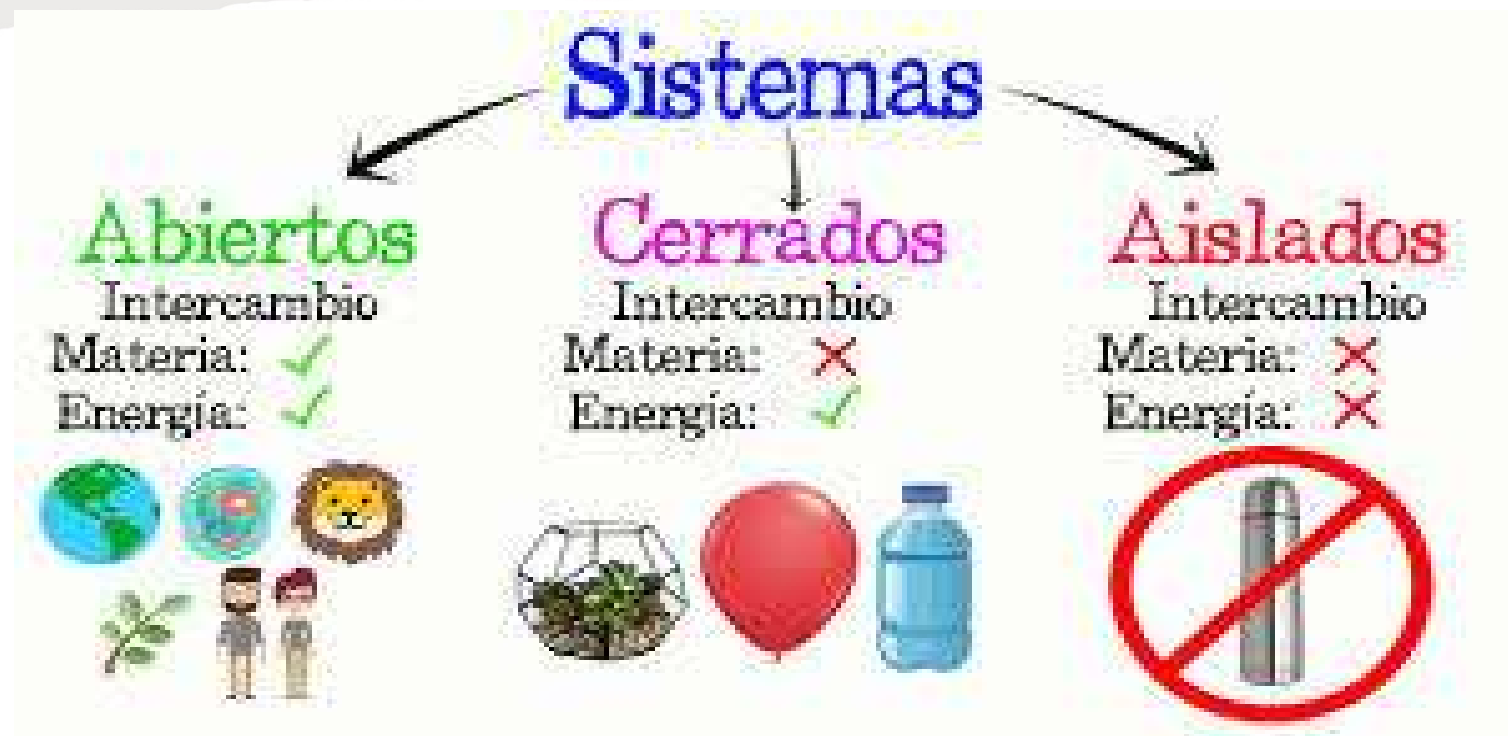 Sistemas
Abiertos
Intercambio
Materia:
Energía:
Cerrados
Intercambio
Materia:
Energía:
Aislados
Intercambio
Materia:
Energía: